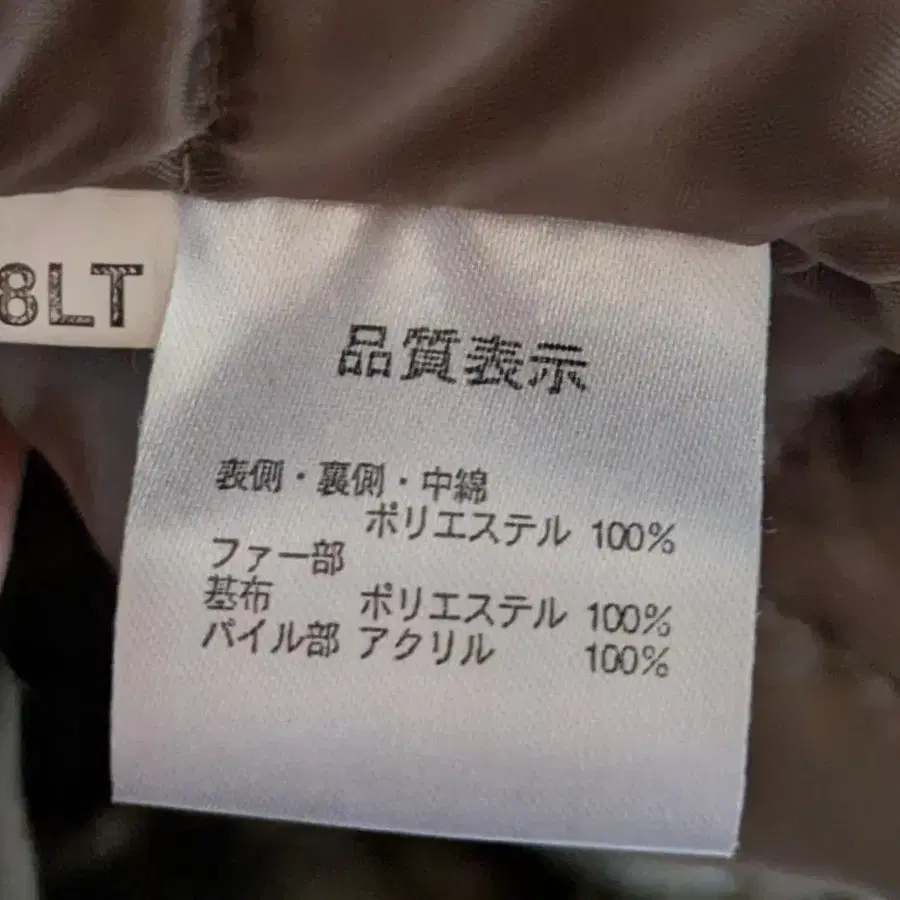 8LT
品質表示
表側・裏側・中綿
ポリエステル 100%
ファー部
基布 ポリエステル 100%
パイル部 アクリル 100%